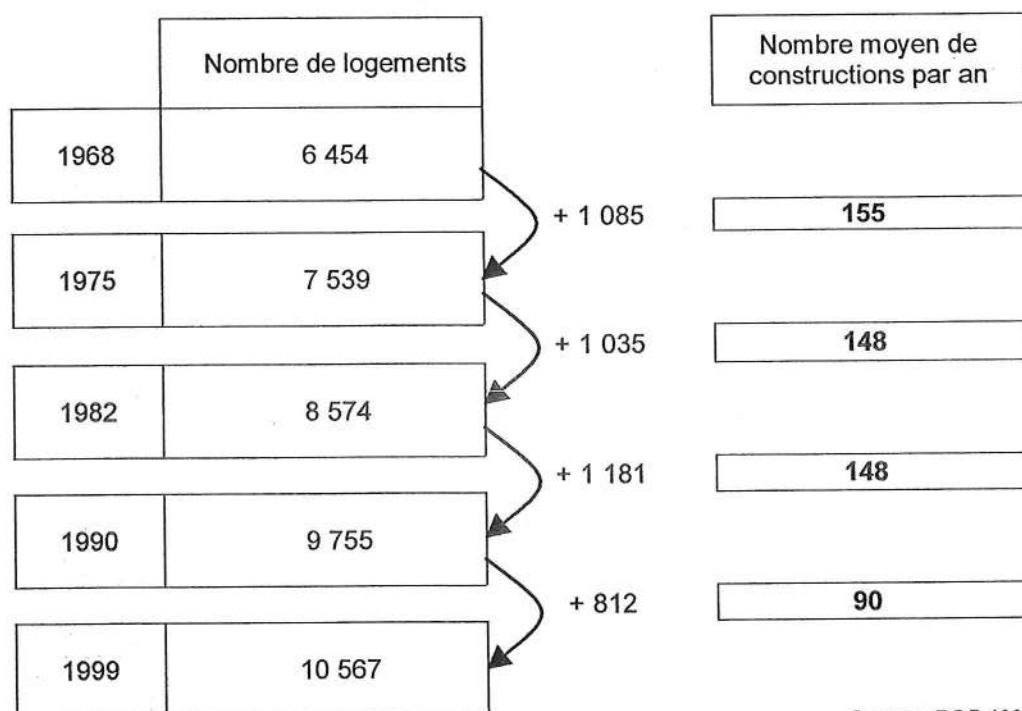 Nombre de logements
Nombre moyen de
constructions par an
1968
6 454
+ 1 085
155
1975
7 539
+ 1 035
148
1982
8 574
+ 1 181
148
1990
9 755
+ 812
90
1999
10 567